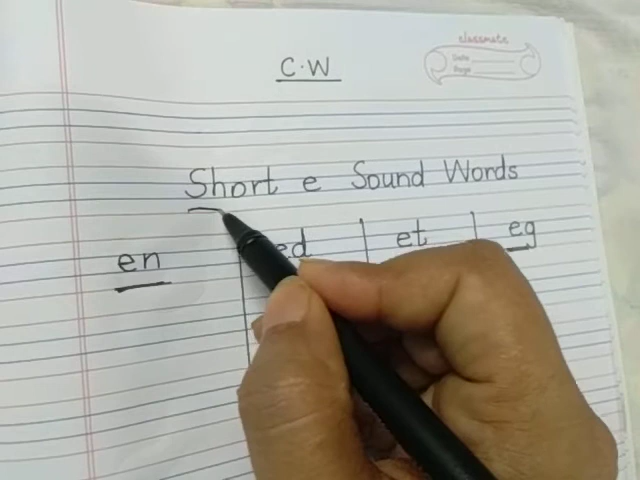 classmate
Date
Page
C.W
Short e Sound Words
en ed et eg